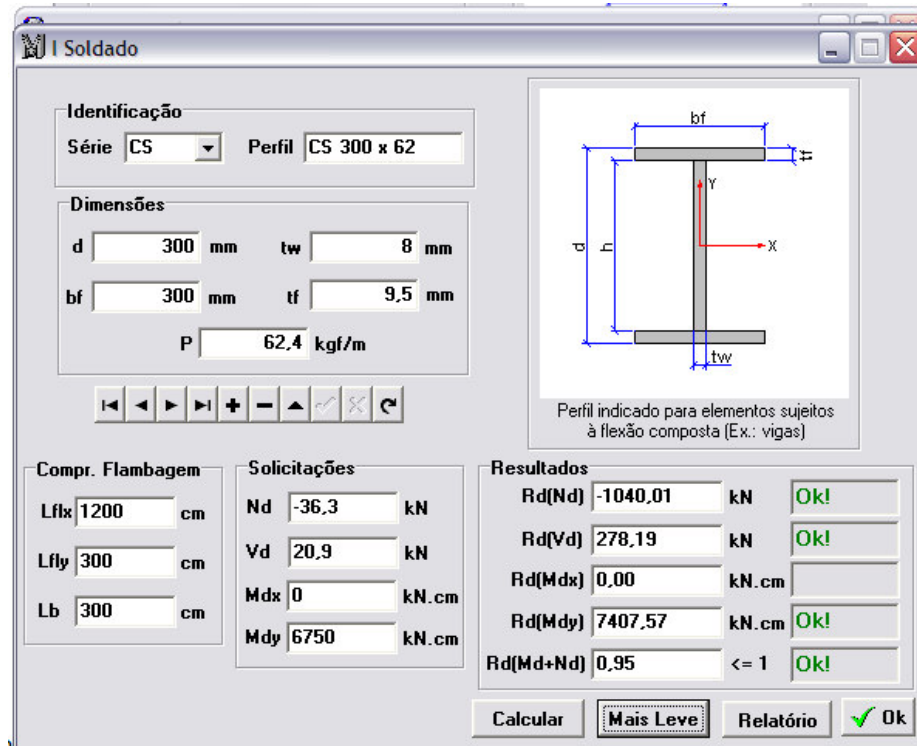 I Soldado
Identificação
Série CS Perfil CS 300 x 62
bf
tf
Y
X
d
h
tw
Perfil indicado para elementos sujeitos
à flexão composta (Ex.: vigas)
Dimensões
d 300 mm tw 8 mm
bf 300 mm tf 9,5 mm
P 62,4 kgf/m
Compr. Flambagem
Lflx 1200 cm
Lfly 300 cm
Lb 300 cm
Solicitações
Nd -36,3 kN
Vd 20,9 kN
Mdx 0 kN.cm
Mdy 6750 kN.cm
Resultados
Rd(Nd) -1040,01 kN Ok!
Rd(Vd) 278,19 kN Ok!
Rd(Mdx) 0,00 kN.cm
Rd(Mdy) 7407,57 kN.cm Ok!
Rd(Md+Nd) 0,95 <= 1 Ok!
Calcular Mais Leve Relatório Ok